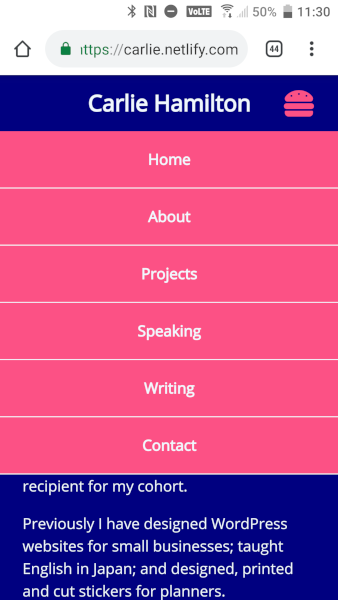 VoLTE 50% 11:30
ttps://carlie.netlify.com 44
Carlie Hamilton
Home
About
Projects
Speaking
Writing
Contact
recipient for my cohort.
Previously I have designed WordPress
websites for small businesses; taught
English in Japan; and designed, printed
and cut stickers for planners.